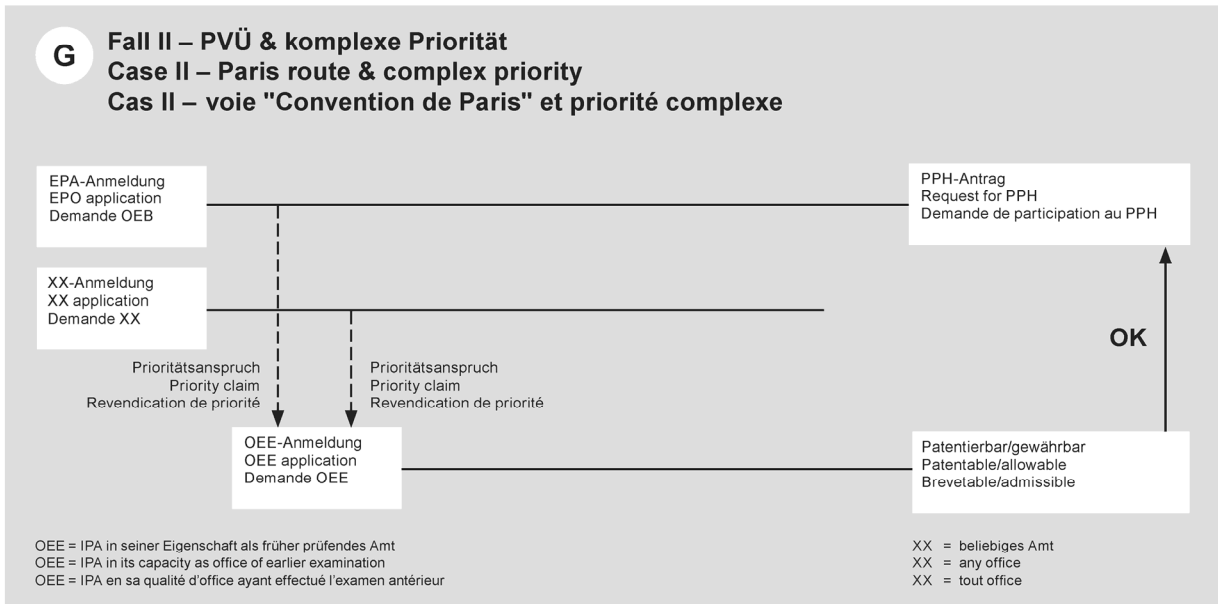 G
Fall II – PVÜ & komplexe Priorität
Case II – Paris route & complex priority
Cas II – voie "Convention de Paris" et priorité complexe
EPA-Anmeldung
EPO application
Demande OEB
PPH-Antrag
Request for PPH
Demande de participation au PPH
XX-Anmeldung
XX application
Demande XX
OK
Prioritätsanspruch
Priority claim
Revendication de priorité
Prioritätsanspruch
Priority claim
Revendication de priorité
OEE-Anmeldung
OEE application
Demande OEE
Patentierbar/gewährbar
Patentable/allowable
Brevetable/admissible
OEE = IPA in seiner Eigenschaft als früher prüfendes Amt
OEE = IPA in its capacity as office of earlier examination
OEE = IPA en sa qualité d'office ayant effectué l'examen antérieur
XX = beliebiges Amt
XX = any office
XX = tout office